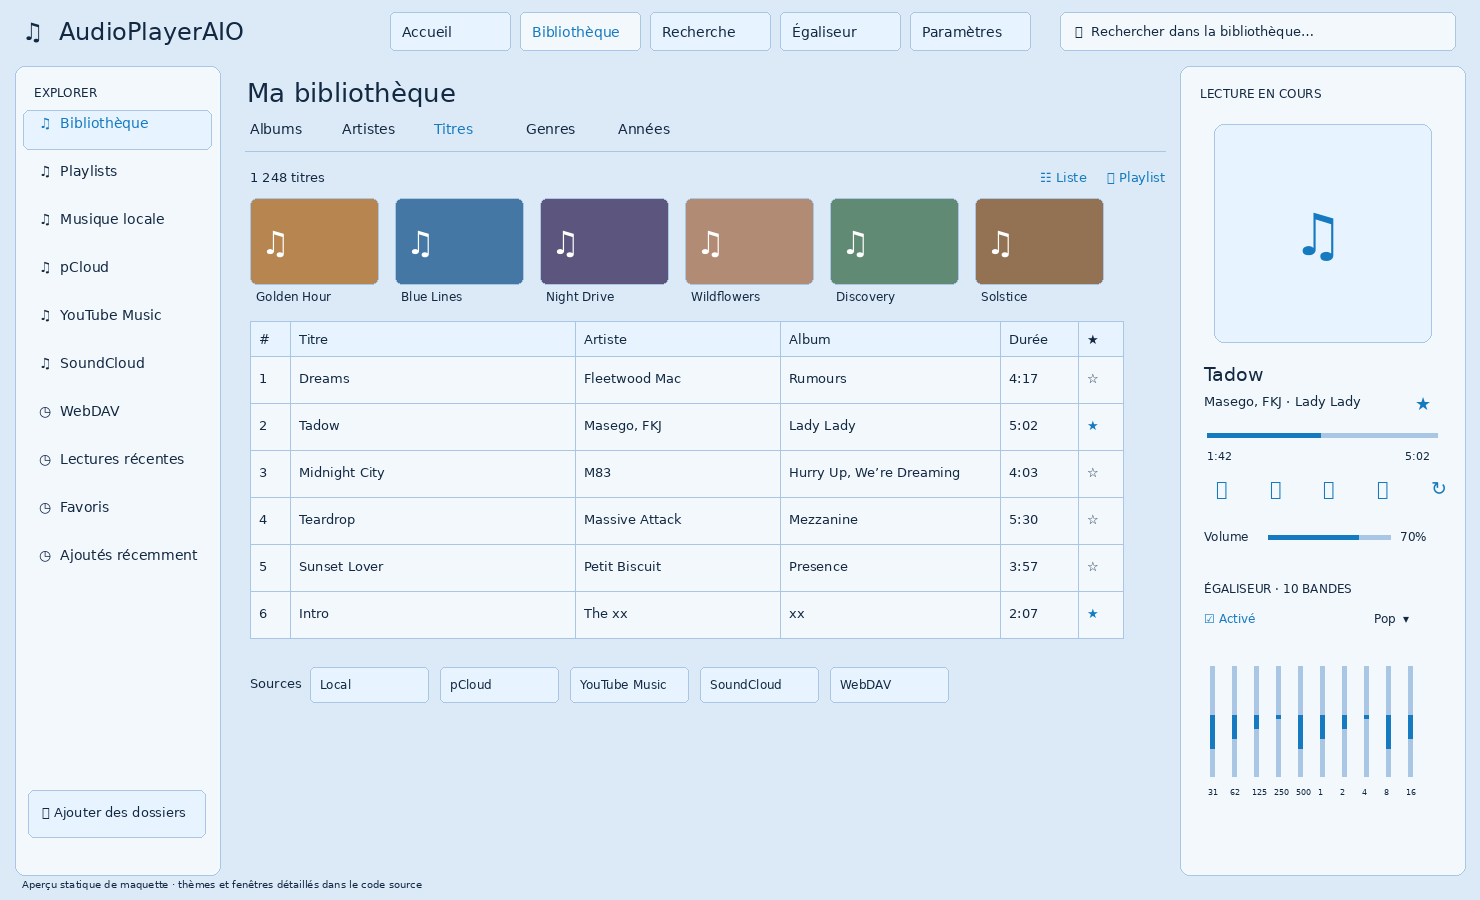 ♫ AudioPlayerAIO
Accueil
Bibliothèque
Recherche
Égaliseur
Paramètres
Rechercher dans la bibliothèque…
EXPLORER
♫ Bibliothèque
♫ Playlists
♫ Musique locale
♫ pCloud
♫ YouTube Music
♫ SoundCloud
◷ WebDAV
◷ Lectures récentes
◷ Favoris
◷ Ajoutés récemment
Ajouter des dossiers
Ma bibliothèque
Albums Artistes Titres Genres Années
1 248 titres
☷ Liste Playlist
Golden Hour
Blue Lines
Night Drive
Wildflowers
Discovery
Solstice
# Titre Artiste Album Durée ★
1 Dreams Fleetwood Mac Rumours 4:17 ☆
2 Tadow Masego, FKJ Lady Lady 5:02 ★
3 Midnight City M83 Hurry Up, We’re Dreaming 4:03 ☆
4 Teardrop Massive Attack Mezzanine 5:30 ☆
5 Sunset Lover Petit Biscuit Presence 3:57 ☆
6 Intro The xx xx 2:07 ★
Sources Local pCloud YouTube Music SoundCloud WebDAV
LECTURE EN COURS
Tadow
Masego, FKJ · Lady Lady ★
1:42 5:02
Volume 70%
ÉGALISEUR · 10 BANDES
☑ Activé Pop ▾
31 62 125 250 500 1 2 4 8 16
Aperçu statique de maquette · thèmes et fenêtres détaillés dans le code source